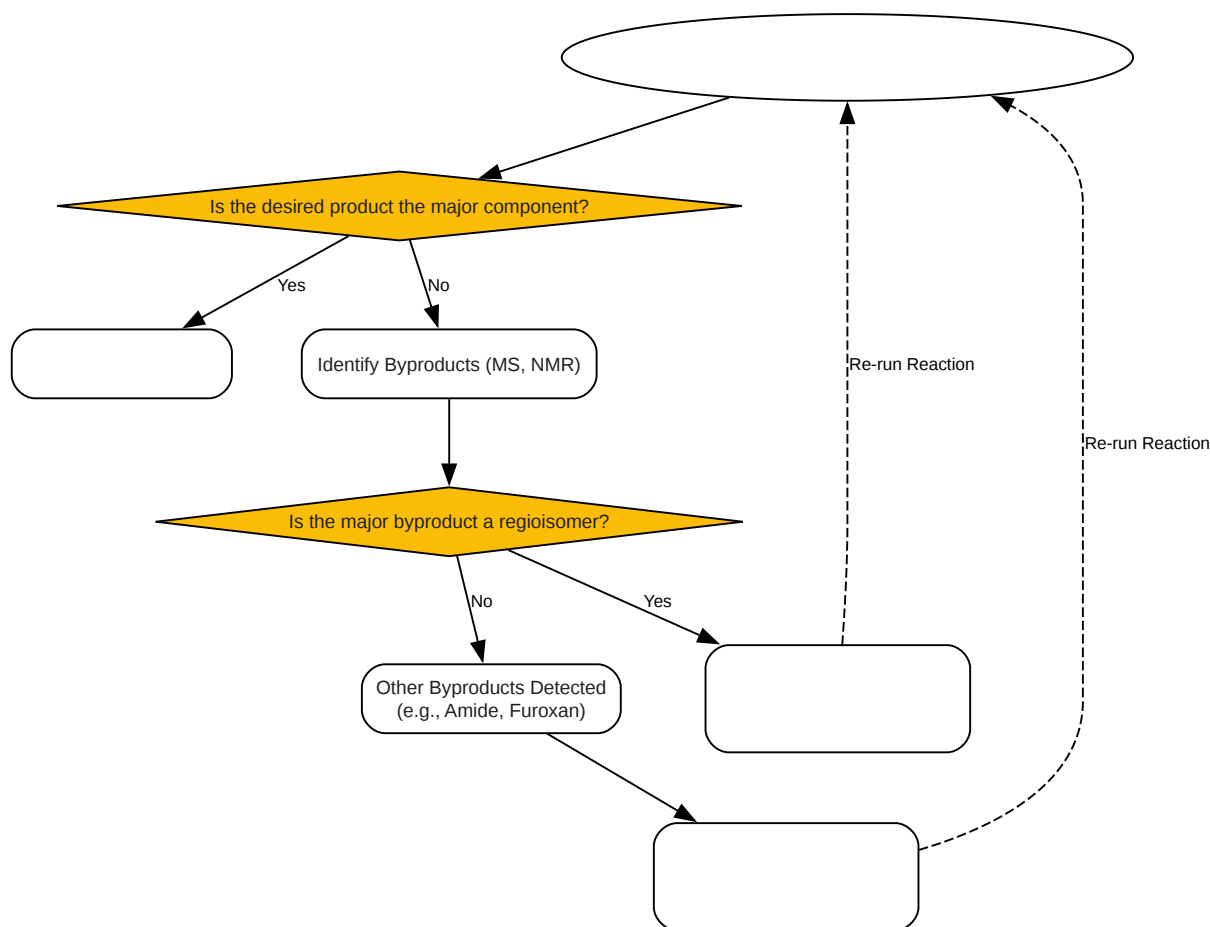 Is the desired product the major component?
Yes
No
Identify Byproducts (MS, NMR)
Re-run Reaction
Re-run Reaction
Is the major byproduct a regioisomer?
No
Yes
Other Byproducts Detected
(e.g., Amide, Furoxan)